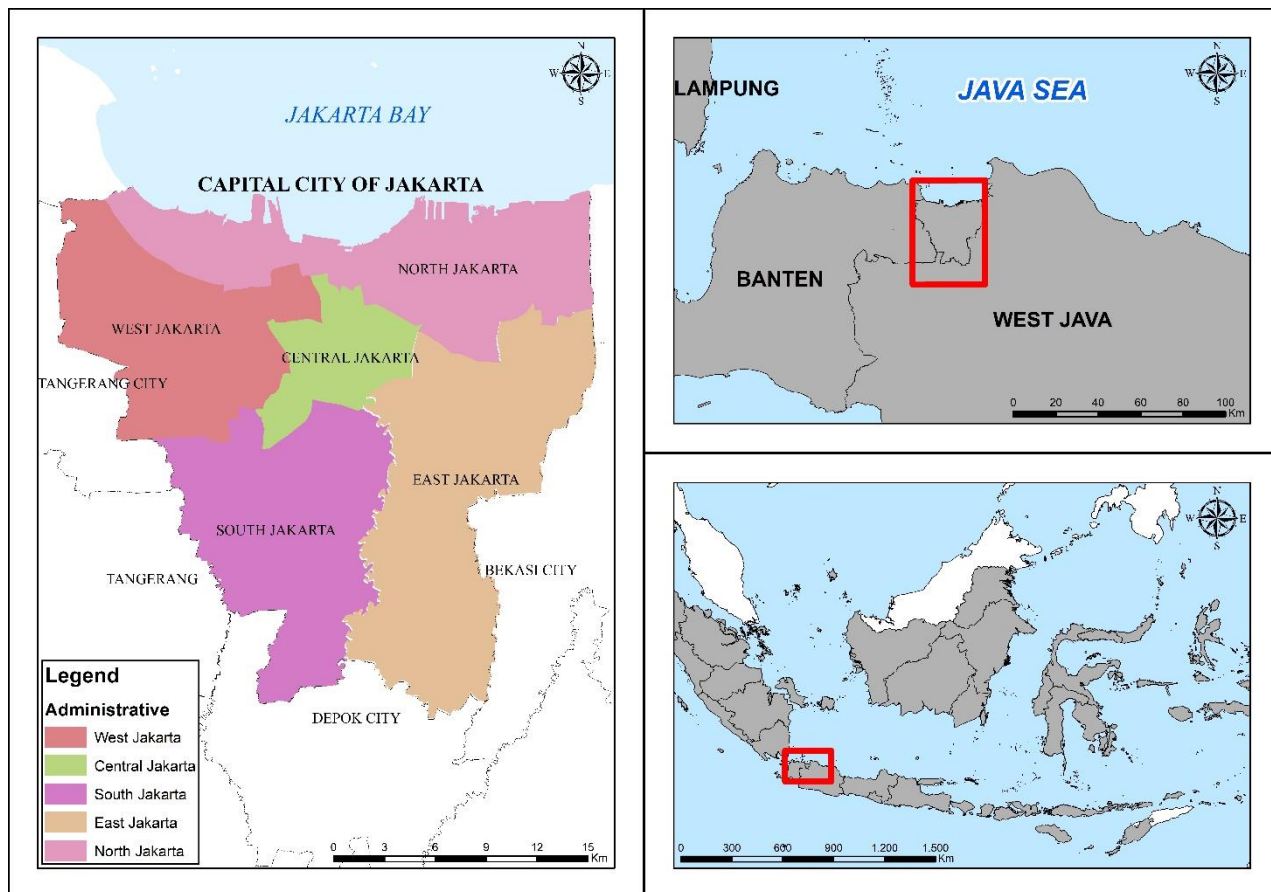 N
W E
S
JAKARTA BAY
CAPITAL CITY OF JAKARTA
NORTH JAKARTA
WEST JAKARTA
CENTRAL JAKARTA
TANGERANG CITY
EAST JAKARTA
SOUTH JAKARTA
TANGERANG
BEKASI CITY
DEPOK CITY
Legend
Administrative
West Jakarta
Central Jakarta
South Jakarta
East Jakarta
North Jakarta
0 3 6 9 12 15
Km
N
W E
S
LAMPUNG
JAVA SEA
BANTEN
WEST JAVA
0 20 40 60 80 100
Km
N
W E
S
0 300 600 900 1.200 1.500
Km